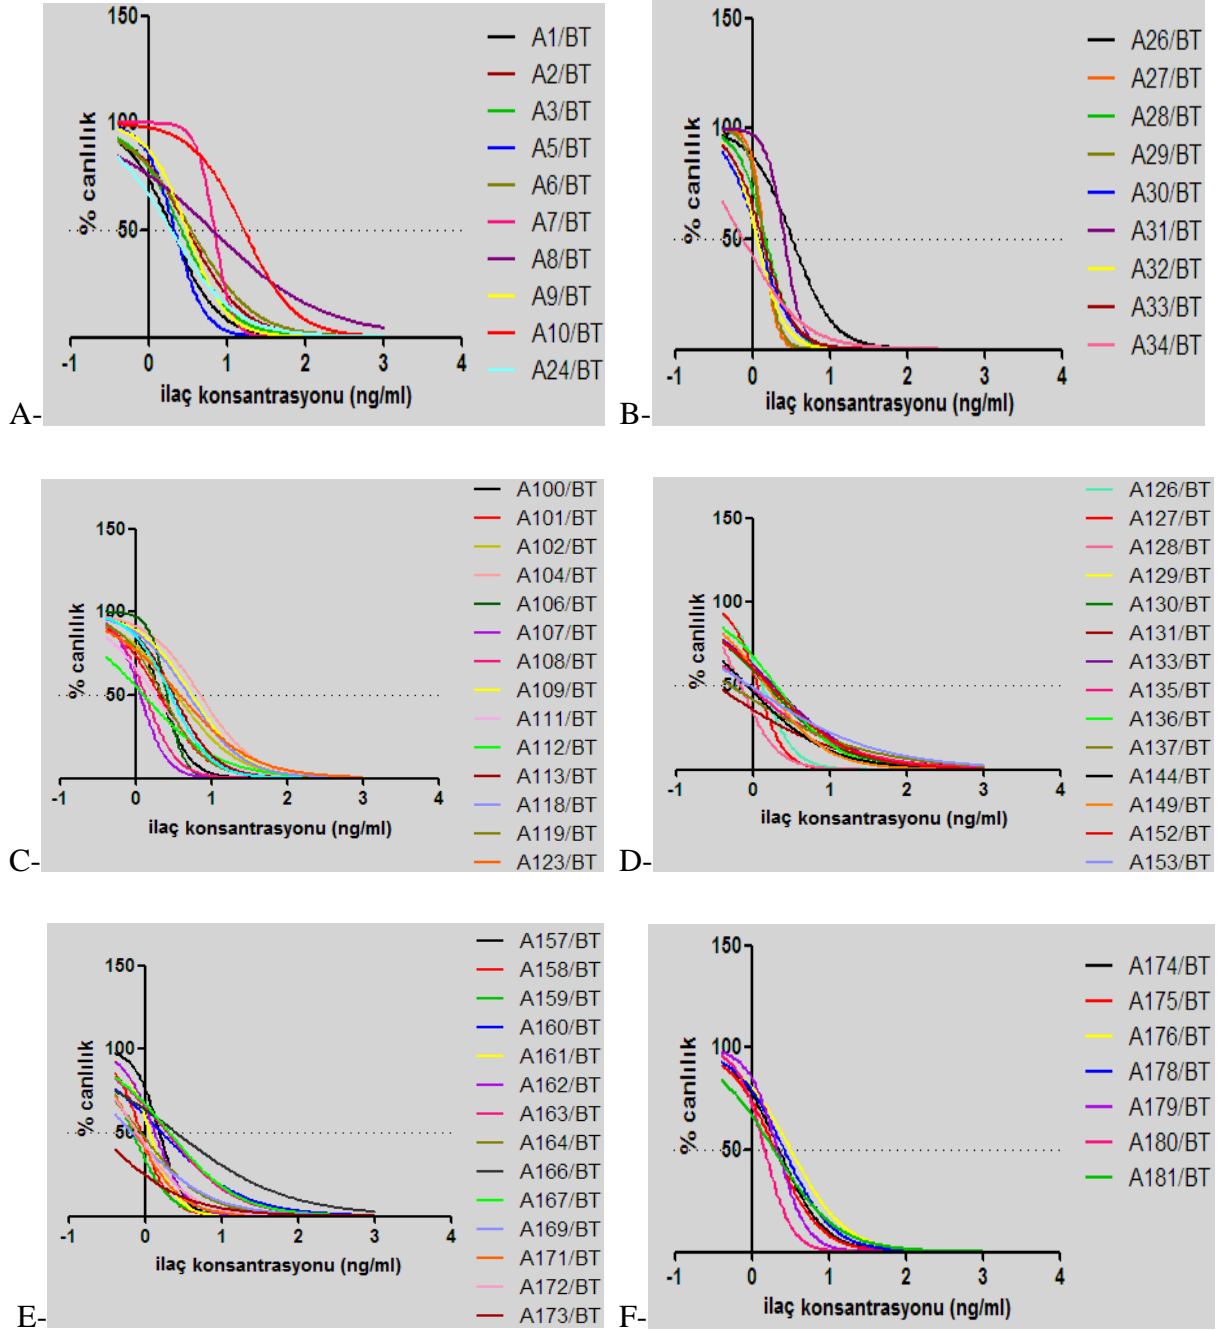 A-
150
100
50
-1 0 1 2 3 4
% canlılık
ilaç konsantrasyonu (ng/ml)
A1/BT
A2/BT
A3/BT
A5/BT
A6/BT
A7/BT
A8/BT
A9/BT
A10/BT
A24/BT
B-
150
100
50
-1 0 1 2 3 4
% canlılık
ilaç konsantrasyonu (ng/ml)
A26/BT
A27/BT
A28/BT
A29/BT
A30/BT
A31/BT
A32/BT
A33/BT
A34/BT
C-
150
100
50
-1 0 1 2 3 4
% canlılık
ilaç konsantrasyonu (ng/ml)
A100/BT
A101/BT
A102/BT
A104/BT
A106/BT
A107/BT
A108/BT
A109/BT
A111/BT
A112/BT
A113/BT
A118/BT
A119/BT
A123/BT
D-
150
100
50
-1 0 1 2 3 4
% canlılık
ilaç konsantrasyonu (ng/ml)
A126/BT
A127/BT
A128/BT
A129/BT
A130/BT
A131/BT
A133/BT
A135/BT
A136/BT
A137/BT
A144/BT
A149/BT
A152/BT
A153/BT
E-
150
100
50
-1 0 1 2 3 4
% canlılık
ilaç konsantrasyonu (ng/ml)
A157/BT
A158/BT
A159/BT
A160/BT
A161/BT
A162/BT
A163/BT
A164/BT
A166/BT
A167/BT
A169/BT
A171/BT
A172/BT
A173/BT
F-
150
100
50
-1 0 1 2 3 4
% canlılık
ilaç konsantrasyonu (ng/ml)
A174/BT
A175/BT
A176/BT
A178/BT
A179/BT
A180/BT
A181/BT